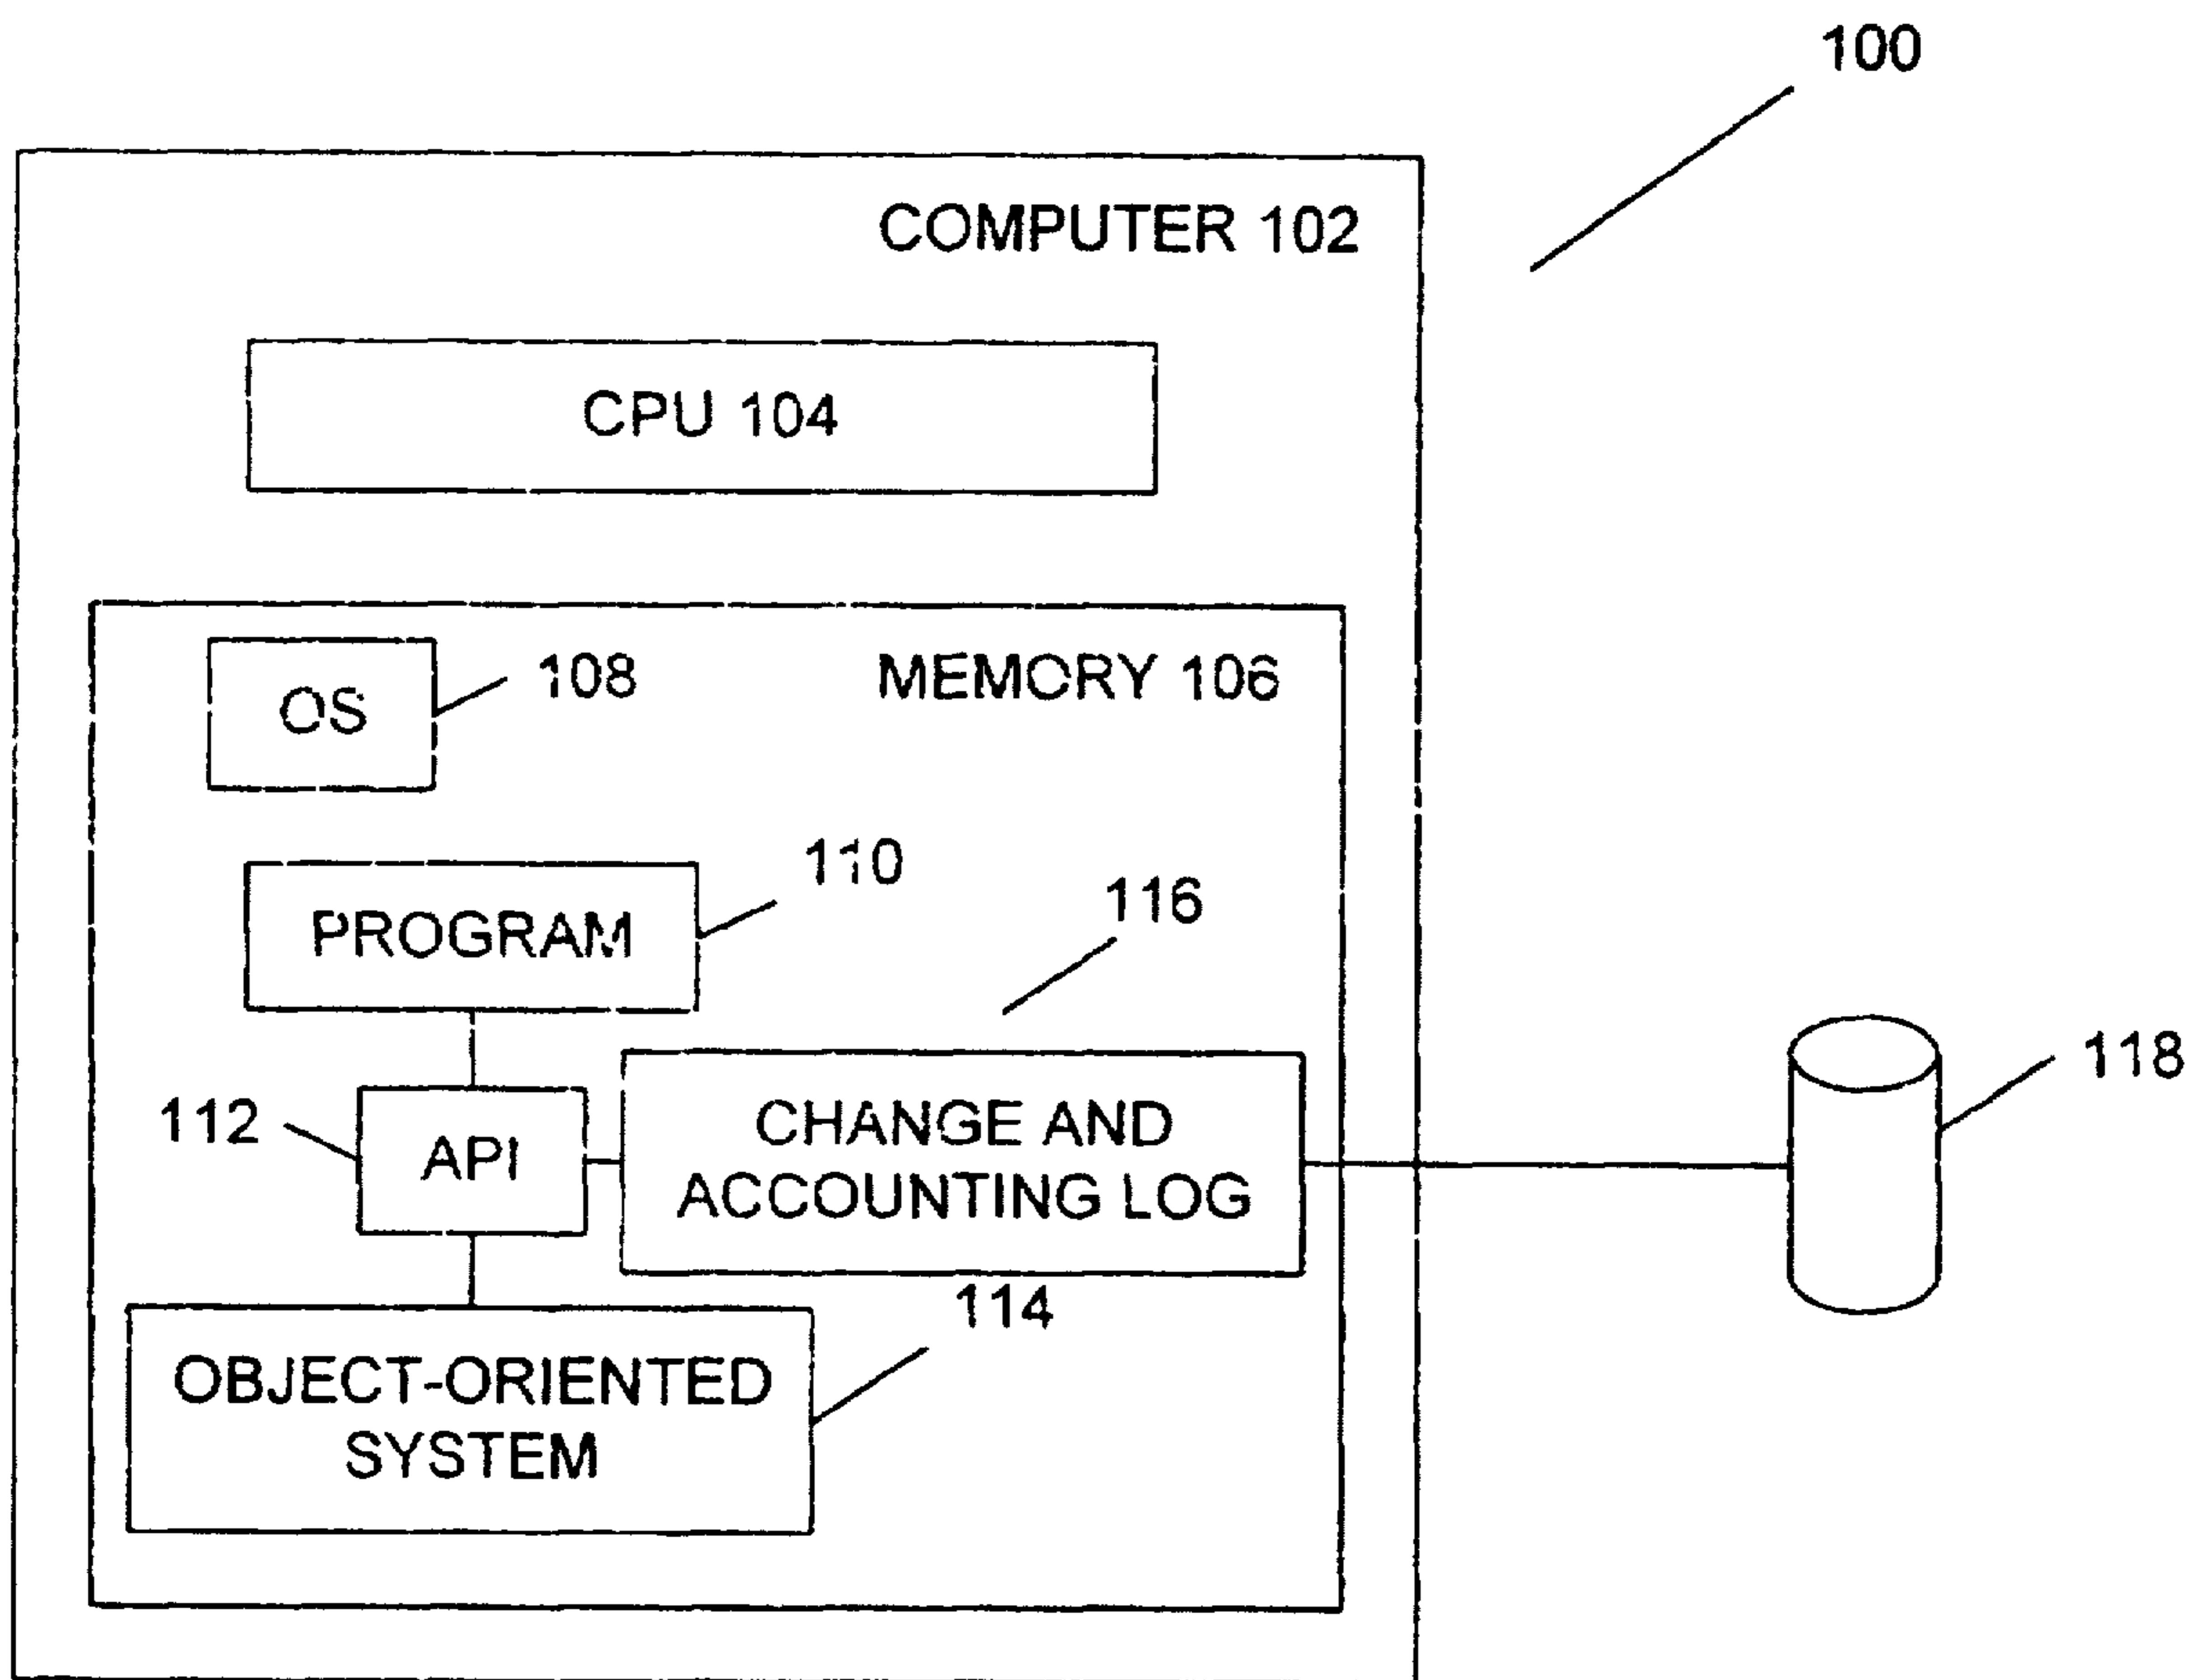 100
COMPUTER 102
CPU 104
OS
108
MEMORY 106
PROGRAM
110
116
112
API
CHANGE AND
ACCOUNTING LOG
118
114
OBJECT-ORIENTED
SYSTEM